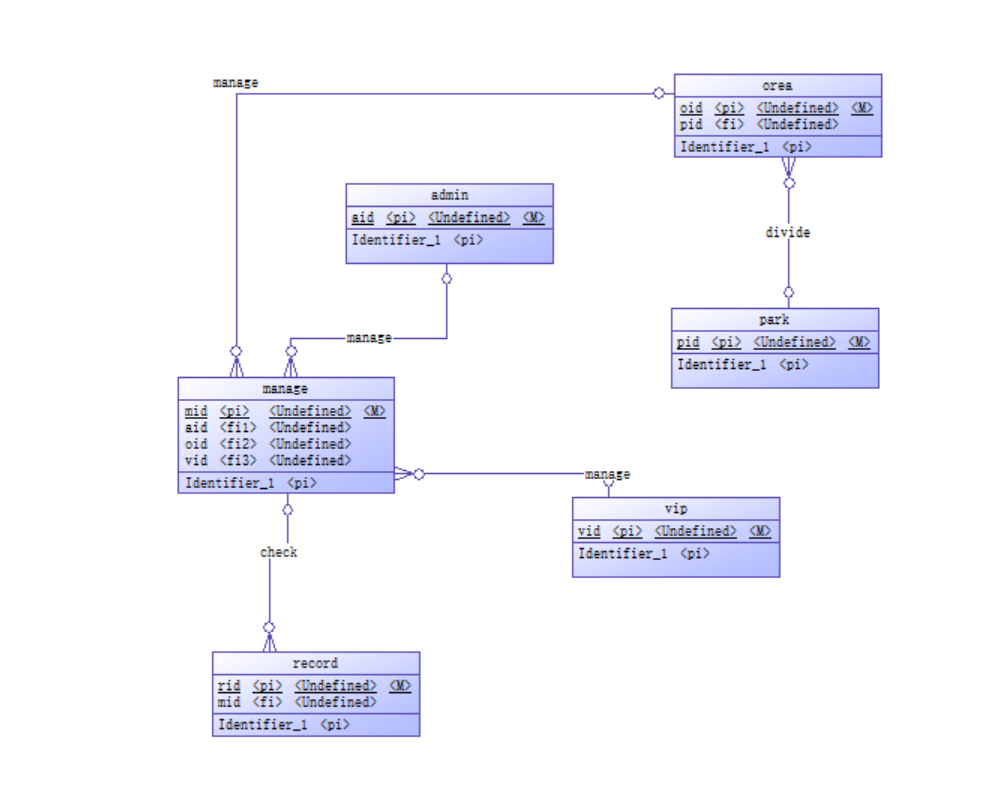 manage
orea
oid <pi> <Undefined> <M>
pid <fi> <Undefined>
Identifier_1 <pi>
admin
aid <pi> <Undefined> <M>
Identifier_1 <pi>
divide
park
pid <pi> <Undefined> <M>
Identifier_1 <pi>
manage
manage
mid <pi> <Undefined> <M>
aid <fi1> <Undefined>
oid <fi2> <Undefined>
vid <fi3> <Undefined>
Identifier_1 <pi>
manage
vip
vid <pi> <Undefined> <M>
Identifier_1 <pi>
check
record
rid <pi> <Undefined> <M>
mid <fi> <Undefined>
Identifier_1 <pi>